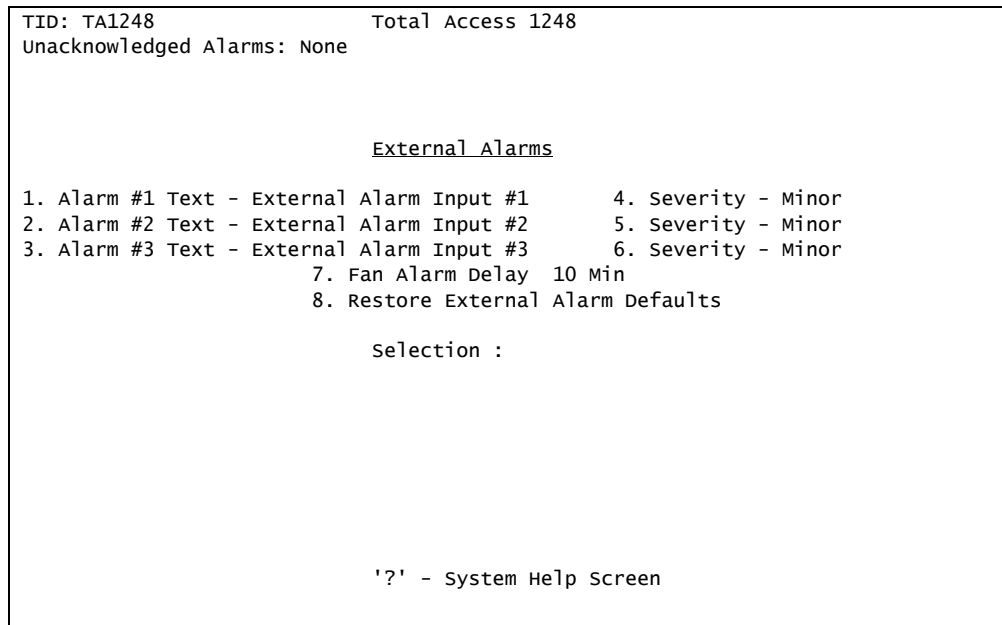 TID: TA1248 Total Access 1248
Unacknowledged Alarms: None
External Alarms
1. Alarm #1 Text - External Alarm Input #1 4. Severity - Minor
2. Alarm #2 Text - External Alarm Input #2 5. Severity - Minor
3. Alarm #3 Text - External Alarm Input #3 6. Severity - Minor
7. Fan Alarm Delay 10 Min
8. Restore External Alarm Defaults
Selection :
'?' - System Help Screen